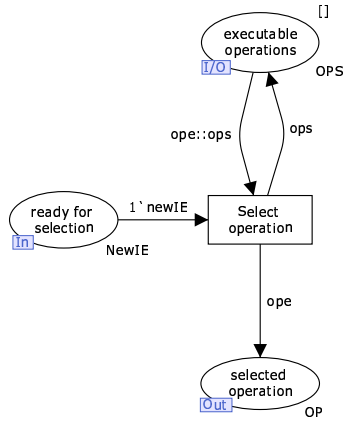 []
executable
operations
I/O
OPS
ope::ops
ops
1`newIE
ready for
selection
In
NewIE
Select
operation
ope
selected
operation
Out
OP